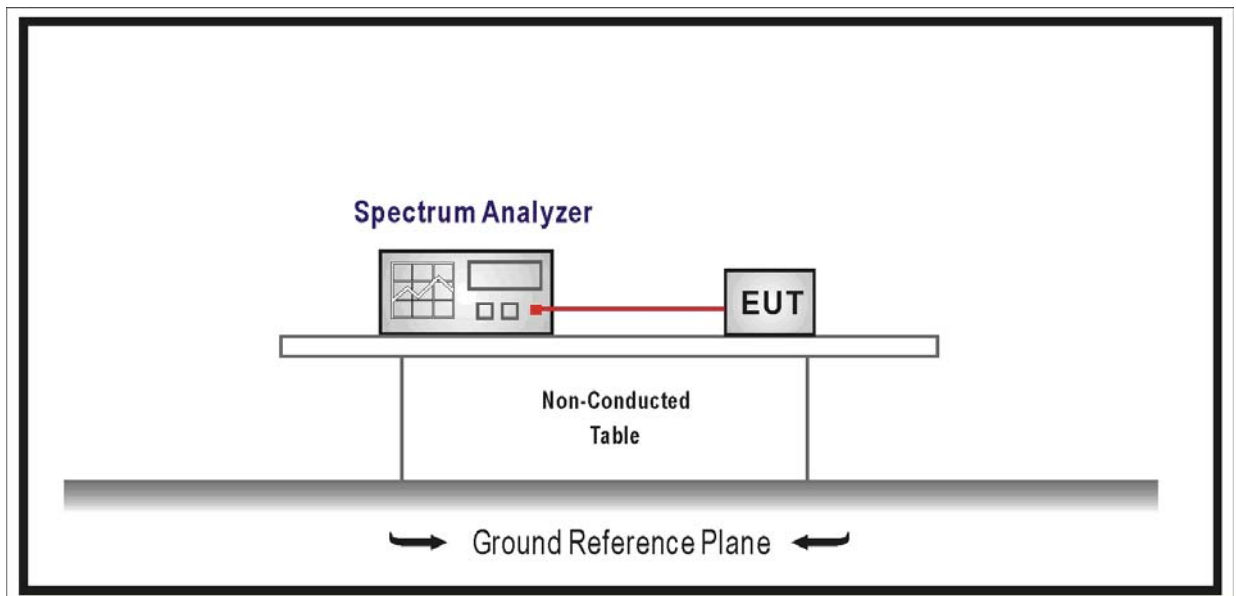 Spectrum Analyzer
EUT
Non-Conducted
Table
Ground Reference Plane